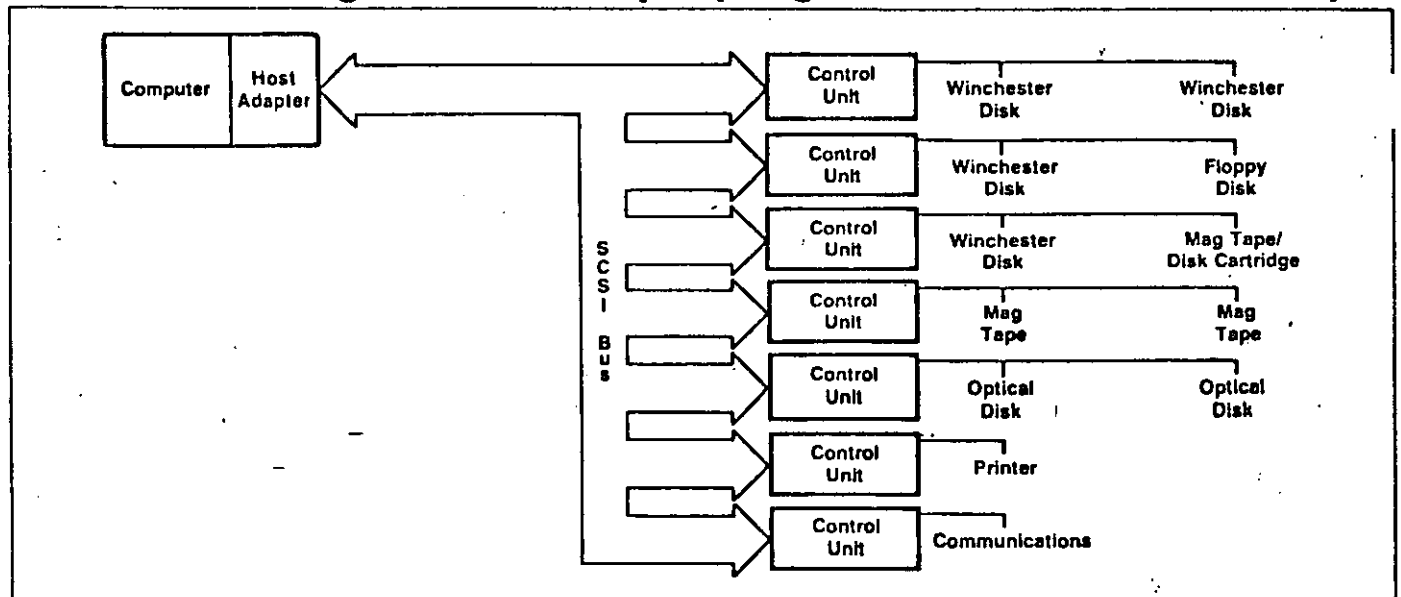 Computer
Host
Adapter
Control
Unit
Winchester
Disk
Winchester
Disk
Control
Unit
Winchester
Disk
Floppy
Disk
Control
Unit
Winchester
Disk
Mag Tape/
Disk Cartridge
SCSI Bus
Control
Unit
Mag
Tape
Mag
Tape
Control
Unit
Optical
Disk
Optical
Disk
Control
Unit
Printer
Control
Unit
Communications